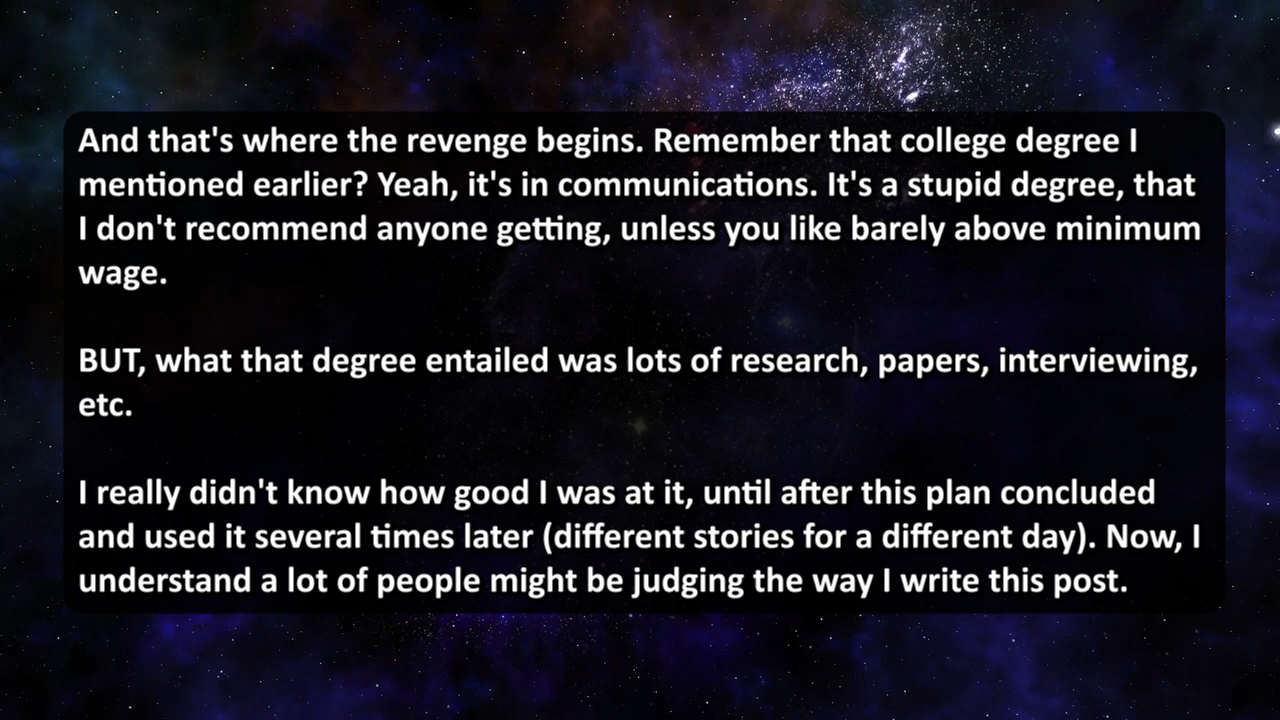 And that's where the revenge begins. Remember that college degree I
mentioned earlier? Yeah, it's in communications. It's a stupid degree, that
I don't recommend anyone getting, unless you like barely above minimum
wage.
BUT, what that degree entailed was lots of research, papers, interviewing,
etc.
I really didn't know how good I was at it, until after this plan concluded
and used it several times later (different stories for a different day). Now, I
understand a lot of people might be judging the way I write this post.